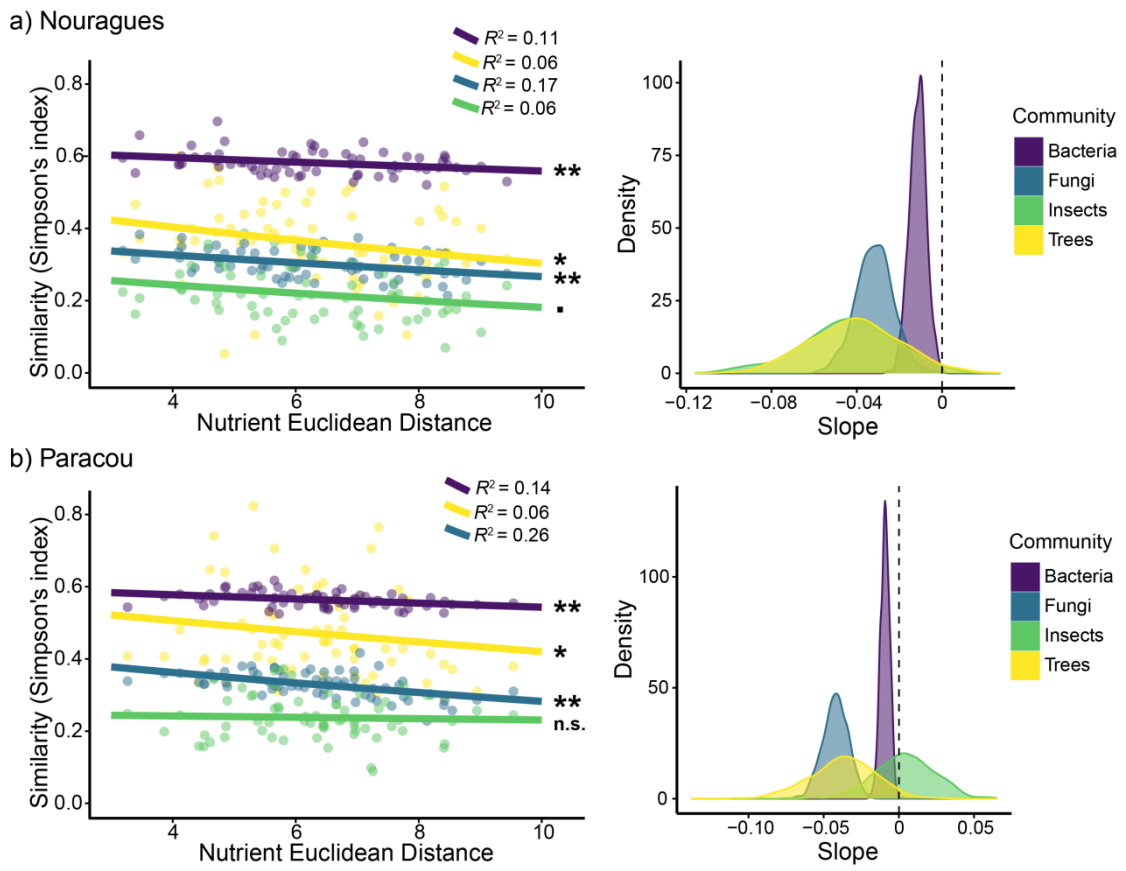 a) Nouragues
R² = 0.11
R² = 0.06
R² = 0.17
R² = 0.06
Similarity (Simpson's index)
0.8
0.6
0.4
0.2
0.0
**
*
**
.
4 6 8 10
Nutrient Euclidean Distance
Density
100
75
50
25
0
−0.12 −0.08 −0.04 0
Slope
Community
Bacteria
Fungi
Insects
Trees
b) Paracou
R² = 0.14
R² = 0.06
R² = 0.26
Similarity (Simpson's index)
0.8
0.6
0.4
0.2
0.0
**
*
**
n.s.
4 6 8 10
Nutrient Euclidean Distance
Density
100
50
0
−0.10 −0.05 0 0.05
Slope
Community
Bacteria
Fungi
Insects
Trees